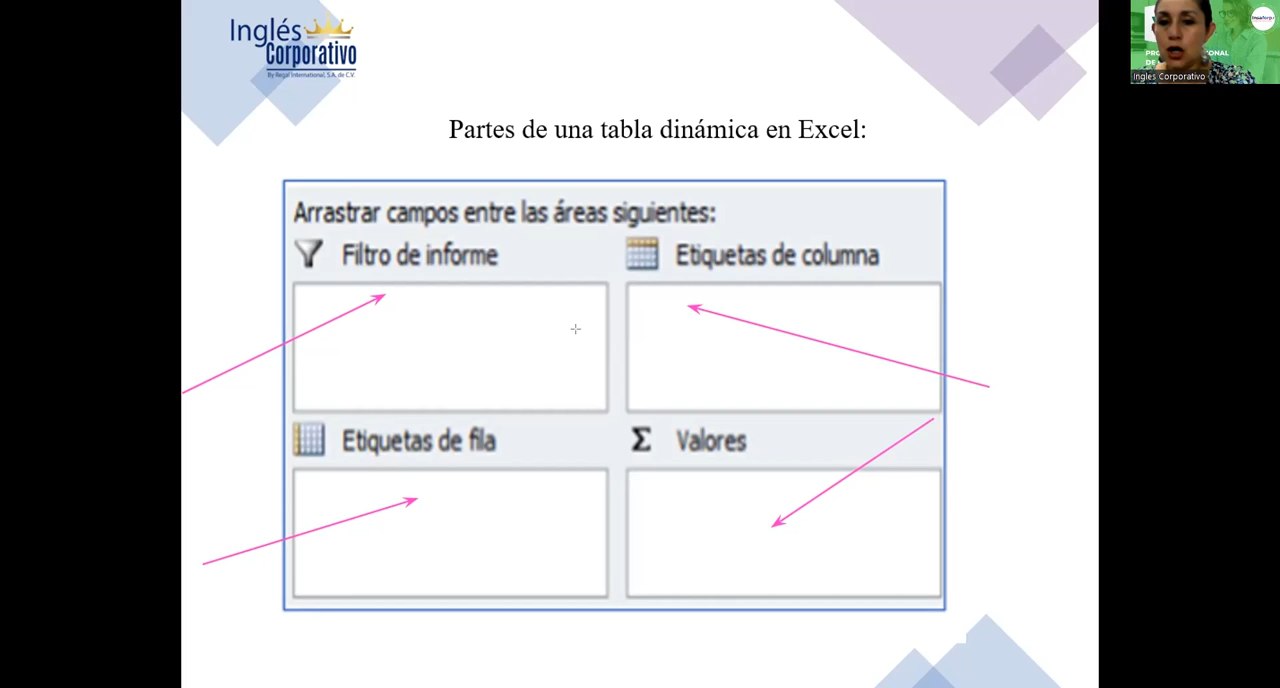 Inglés
Corporativo
By Regal International, S.A. de C.V.
Ingles Corporativo
Partes de una tabla dinámica en Excel:
Arrastrar campos entre las áreas siguientes:
Filtro de informe
Etiquetas de columna
Etiquetas de fila
Σ Valores